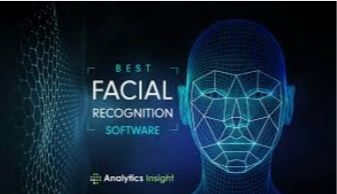 BEST
FACIAL
RECOGNITION
SOFTWARE
Analytics Insight